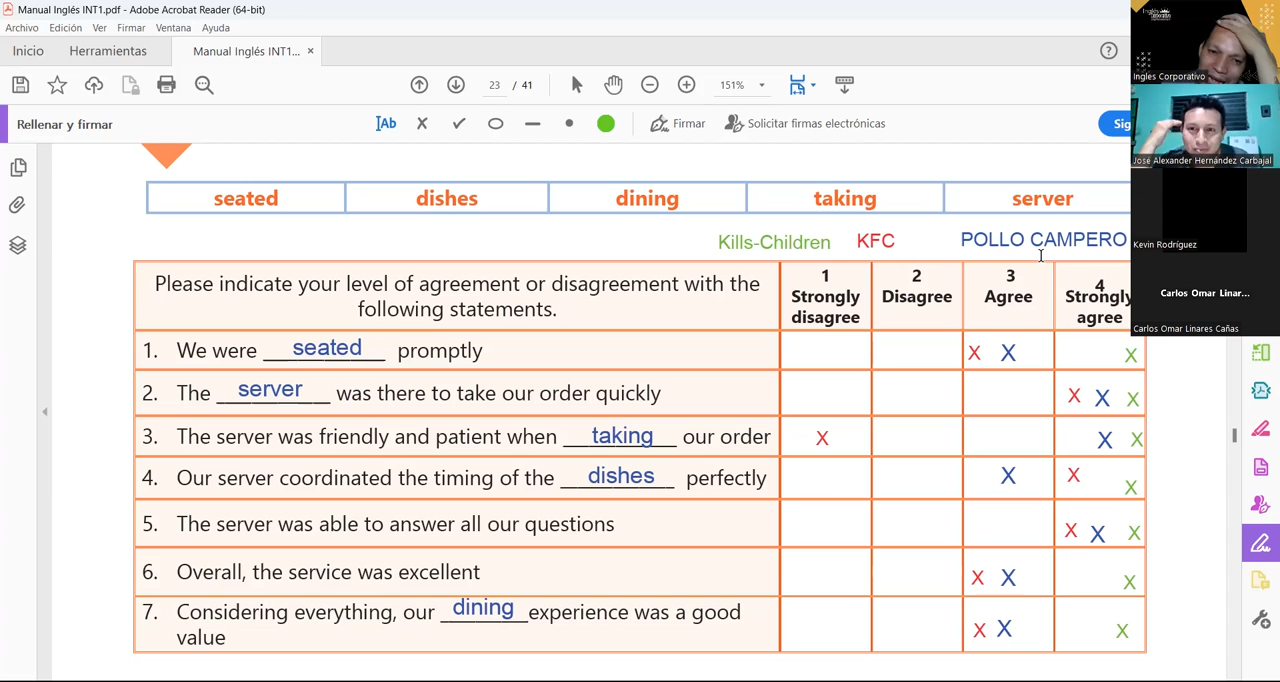 Manual Inglés INT1.pdf - Adobe Acrobat Reader (64-bit)
Archivo Edición Ver Firmar Ventana Ayuda
Inicio Herramientas Manual Inglés INT1... ×
23 / 41 151%
Rellenar y firmar
Ab
Firmar Solicitar firmas electrónicas
Sig
Ingles Corporativo
José Alexander Hernández Carbajal
Kevin Rodríguez
Carlos Omar Linar...
Carlos Omar Linares Cañas
seated dishes dining taking server
Kills-Children KFC POLLO CAMPERO
Please indicate your level of agreement or disagreement with the
following statements.
1
Strongly
disagree
2
Disagree
3
Agree
4
Strongly
agree
1. We were seated promptly X X X
2. The server was there to take our order quickly X X X
3. The server was friendly and patient when taking our order X X X
4. Our server coordinated the timing of the dishes perfectly X X X
5. The server was able to answer all our questions X X X
6. Overall, the service was excellent X X X
7. Considering everything, our dining experience was a good
value X X X